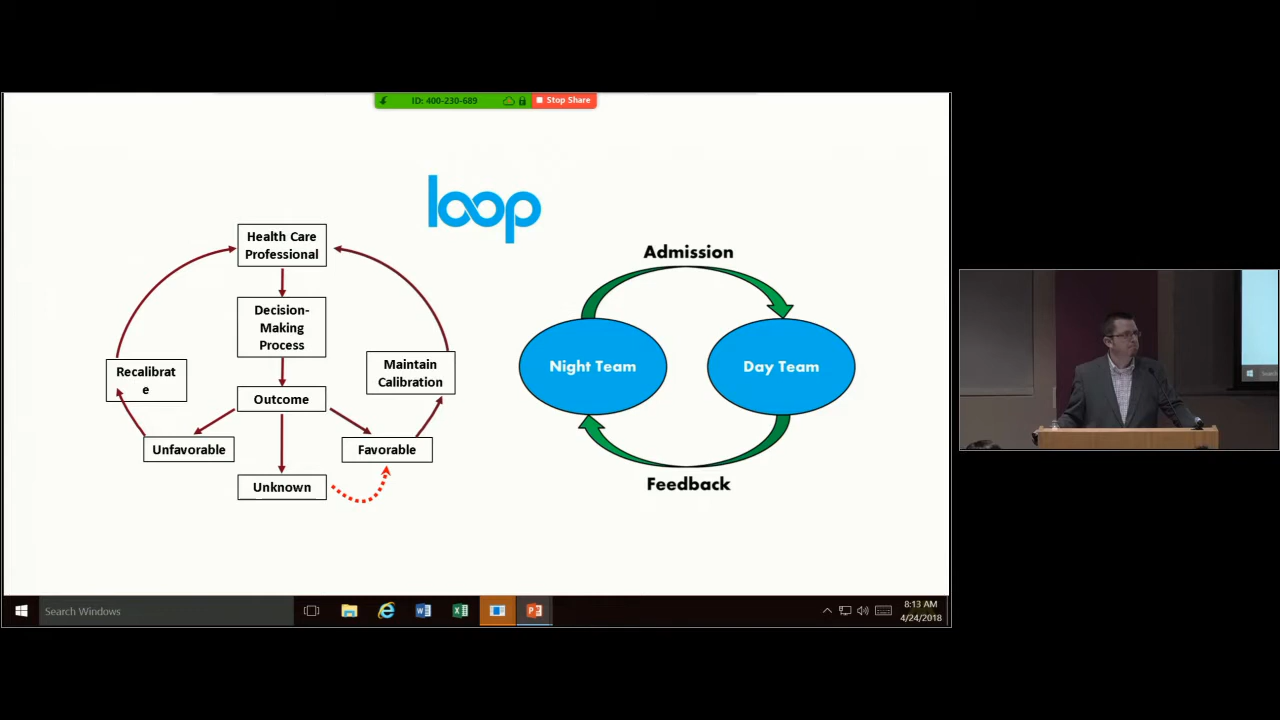 ID: 400-230-689
Stop Share
loop
Health Care
Professional
Decision-
Making
Process
Recalibrat
e
Maintain
Calibration
Outcome
Unfavorable
Favorable
Unknown
Admission
Night Team
Day Team
Feedback
Search Windows
8:13 AM
4/24/2018